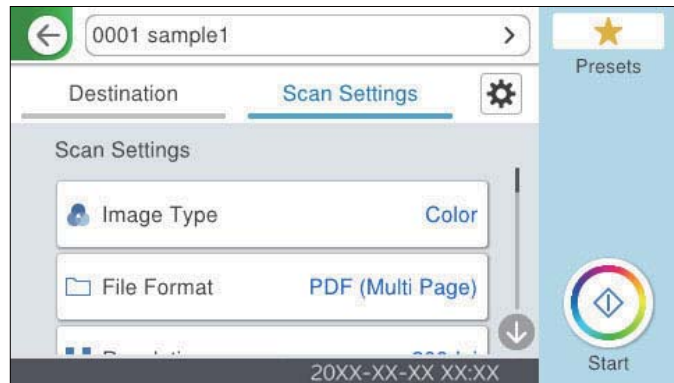 0001 sample1
Presets
Destination
Scan Settings
Scan Settings
Image Type
Color
File Format
PDF (Multi Page)
20XX-XX-XX XX:XX
Start